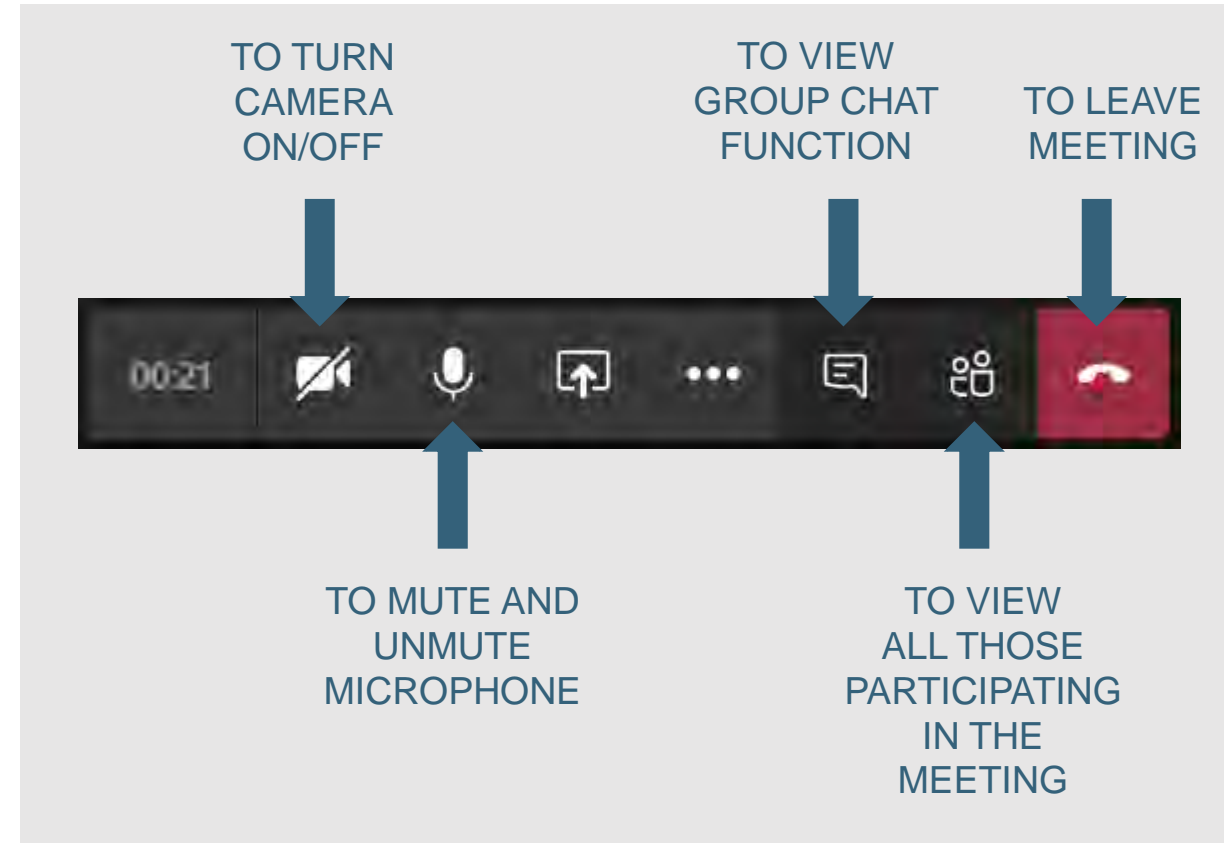 TO TURN
CAMERA
ON/OFF
TO VIEW
GROUP CHAT
FUNCTION
TO LEAVE
MEETING
00:21
TO MUTE AND
UNMUTE
MICROPHONE
TO VIEW
ALL THOSE
PARTICIPATING
IN THE
MEETING